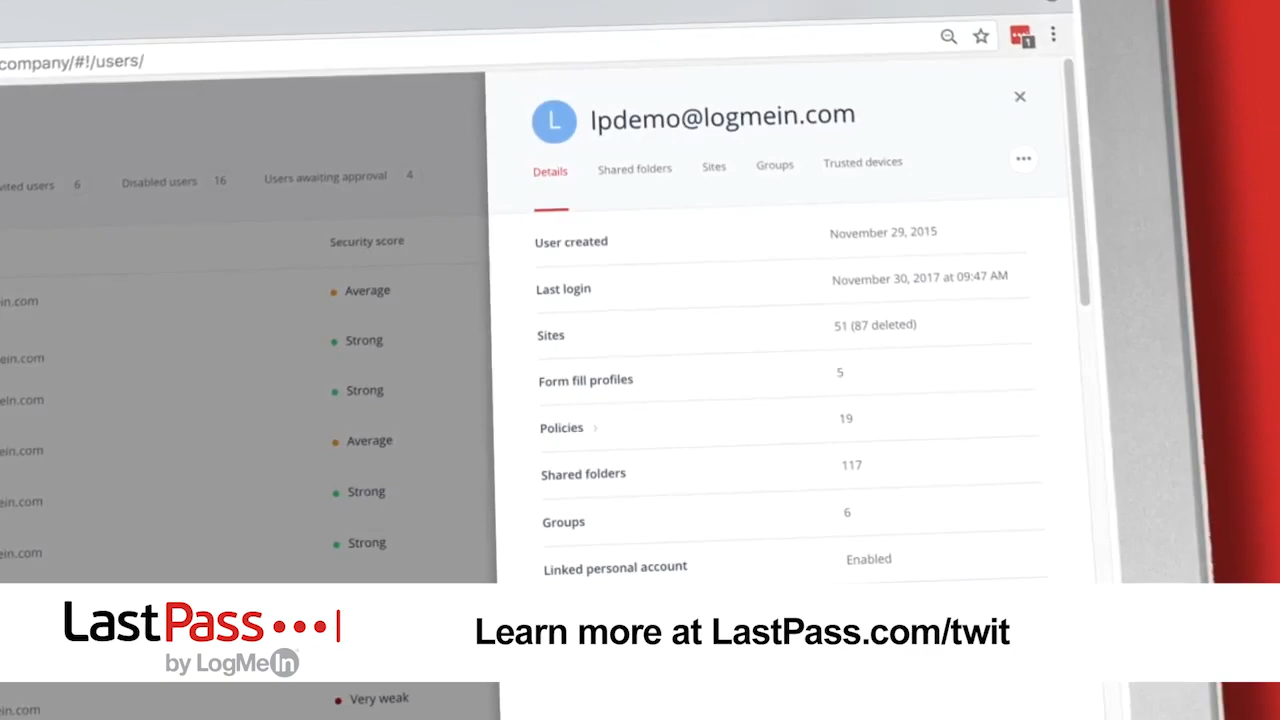 company/#!/users/
1
L
lpdemo@logmein.com
Details Shared folders Sites Groups Trusted devices
vited users 6 Disabled users 16 Users awaiting approval 4
Security score
User created November 29, 2015
Last login November 30, 2017 at 09:47 AM
Sites 51 (87 deleted)
Form fill profiles 5
Policies 19
Shared folders 117
Groups 6
Linked personal account Enabled
in.com Average
ein.com Strong
ein.com Strong
ein.com Average
ein.com Strong
ein.com Strong
LastPass
by LogMeIn
Learn more at LastPass.com/twit
ein.com Very weak